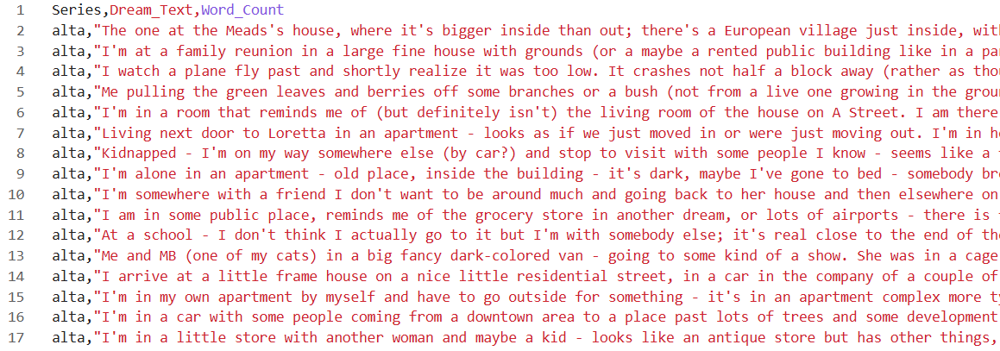 1 Series,Dream_Text,Word_Count
2 alta,"The one at the Meads's house, where it's bigger inside than out; there's a European village just inside,
3 alta,"I'm at a family reunion in a large fine house with grounds (or a maybe a rented public building like in a
4 alta,"I watch a plane fly past and shortly realize it was too low. It crashes not half a block away (rather as
5 alta,"Me pulling the green leaves and berries off some branches or a bush (not from a live one growing in the
6 alta,"I'm in a room that reminds me of (but definitely isn't) the living room of the house on A Street. I am there
7 alta,"Living next door to Loretta in an apartment - looks as if we just moved in or were just moving out. I'm in
8 alta,"Kidnapped - I'm on my way somewhere else (by car?) and stop to visit with some people I know - seems like a
9 alta,"I'm alone in an apartment - old place, inside the building - it's dark, maybe I've gone to bed - somebody
10 alta,"I'm somewhere with a friend I don't want to be around much and going back to her house and then elsewhere on
11 alta,"I am in some public place, reminds me of the grocery store in another dream, or lots of airports - there is
12 alta,"At a school - I don't think I actually go to it but I'm with somebody else; it's real close to the end of
13 alta,"Me and MB (one of my cats) in a big fancy dark-colored van - going to some kind of a show. She was in a cage
14 alta,"I arrive at a little frame house on a nice little residential street, in a car in the company of a couple of
15 alta,"I'm in my own apartment by myself and have to go outside for something - it's in an apartment complex more
16 alta,"I'm in a car with some people coming from a downtown area to a place past lots of trees and some development
17 alta,"I'm in a little store with another woman and maybe a kid - looks like an antique store but has other things,